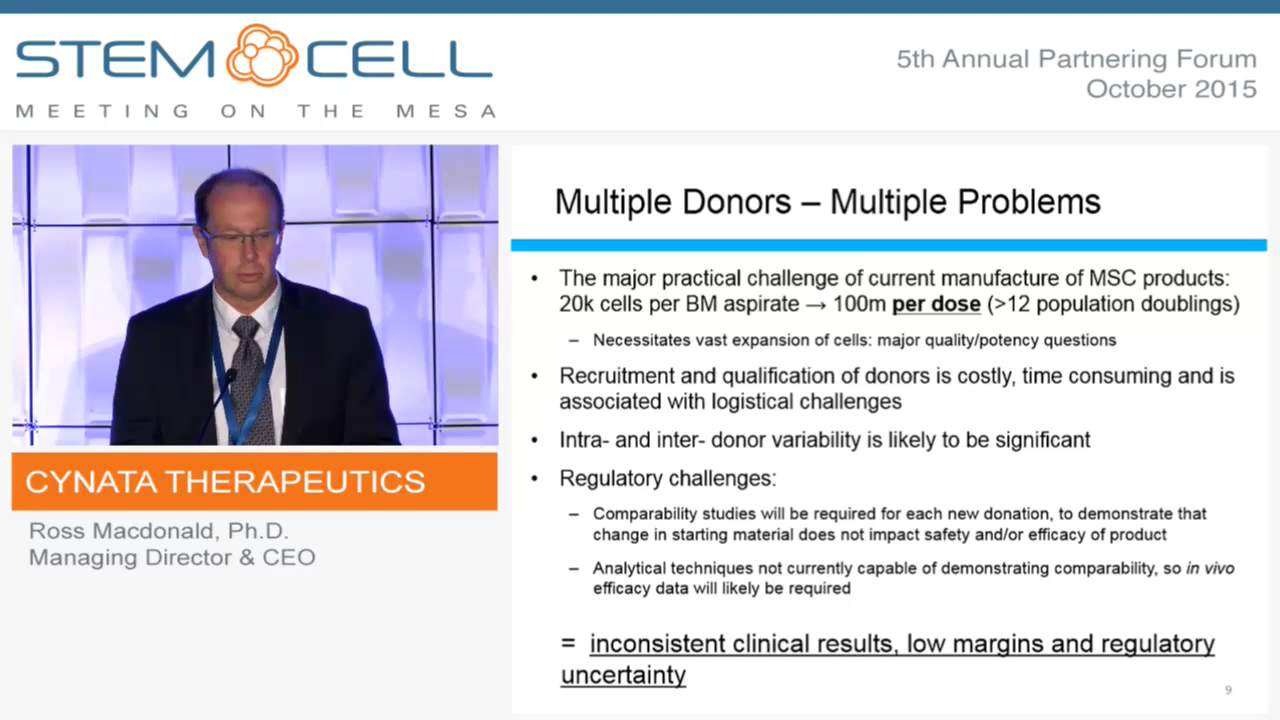 STEM CELL
MEETING ON THE MESA
5th Annual Partnering Forum
October 2015
CYNATA THERAPEUTICS
Ross Macdonald, Ph.D.
Managing Director & CEO
Multiple Donors – Multiple Problems
• The major practical challenge of current manufacture of MSC products:
20k cells per BM aspirate → 100m per dose (>12 population doublings)
– Necessitates vast expansion of cells: major quality/potency questions
• Recruitment and qualification of donors is costly, time consuming and is
associated with logistical challenges
• Intra- and inter- donor variability is likely to be significant
• Regulatory challenges:
– Comparability studies will be required for each new donation, to demonstrate that
change in starting material does not impact safety and/or efficacy of product
– Analytical techniques not currently capable of demonstrating comparability, so in vivo
efficacy data will likely be required
= inconsistent clinical results, low margins and regulatory
uncertainty
9